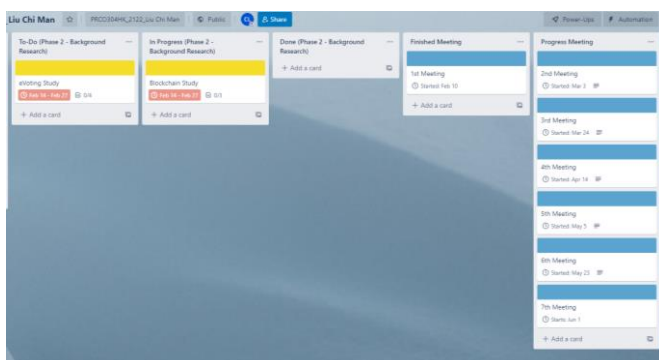 Liu Chi Man
PRCO304HK_2122_Liu Chi Man
Public
Share
Power-Ups
Automation
To-Do (Phase 2 - Background Research)
eVoting Study
Feb 14 - Feb 27
0/4
+ Add a card
In Progress (Phase 2 - Background Research)
Blockchain Study
Feb 14 - Feb 27
+ Add a card
Done (Phase 2 - Background Research)
+ Add a card
Finished Meeting
1st Meeting
Started: Feb 10
+ Add a card
Progress Meeting
2nd Meeting
Started: Mar 3
3rd Meeting
Started: Mar 24
4th Meeting
Started: Apr 14
5th Meeting
Started: May 5
6th Meeting
Started: May 23
7th Meeting
Starts: Jun 1
+ Add a card